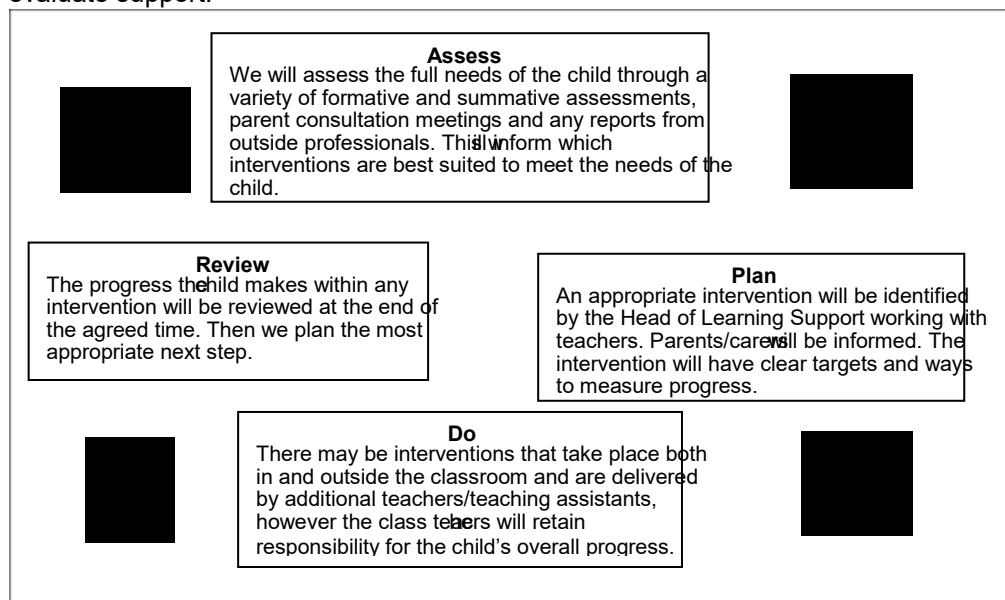 evaluate support.
Assess
We will assess the full needs of the child through a
variety of formative and summative assessments,
parent consultation meetings and any reports from
outside professionals. This will inform which
interventions are best suited to meet the needs of the
child.
Review
The progress the child makes within any
intervention will be reviewed at the end of
the agreed time. Then we plan the most
appropriate next step.
Plan
An appropriate intervention will be identified
by the Head of Learning Support working with
teachers. Parents/carers will be informed. The
intervention will have clear targets and ways
to measure progress.
Do
There may be interventions that take place both
in and outside the classroom and are delivered
by additional teachers/teaching assistants,
however the class teachers will retain
responsibility for the child's overall progress.